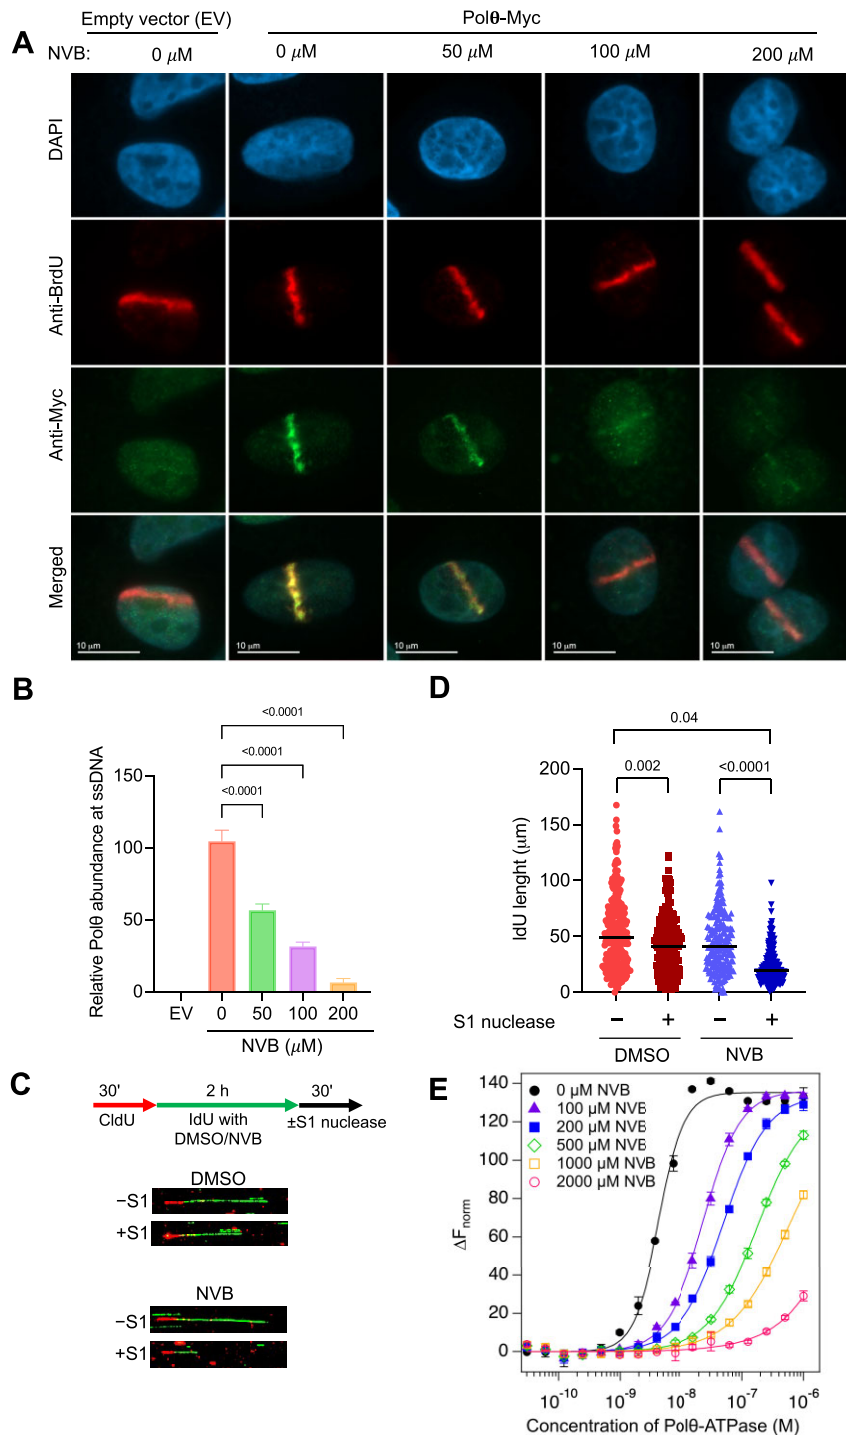 Empty vector (EV)
Polθ-Myc
A
NVB:
0 μM
0 μM
50 μM
100 μM
200 μM
DAPI
Anti-BrdU
Anti-Myc
Merged
10 μm
10 μm
10 μm
10 μm
10 μm
B
<0.0001
<0.0001
<0.0001
Relative Polθ abundance at ssDNA
150
100
50
0
EV
0
50
100
200
NVB (μM)
D
0.04
0.002
<0.0001
IdU lenght (μm)
200
150
100
50
0
S1 nuclease
−
+
−
+
DMSO
NVB
C
30'
2 h
30'
CldU
IdU with
DMSO/NVB
±S1 nuclease
DMSO
−S1
+S1
NVB
−S1
+S1
E
0 μM NVB
100 μM NVB
200 μM NVB
500 μM NVB
1000 μM NVB
2000 μM NVB
ΔFnorm
140
120
100
80
60
40
20
0
10⁻¹⁰
10⁻⁹
10⁻⁸
10⁻⁷
10⁻⁶
Concentration of Polθ-ATPase (M)